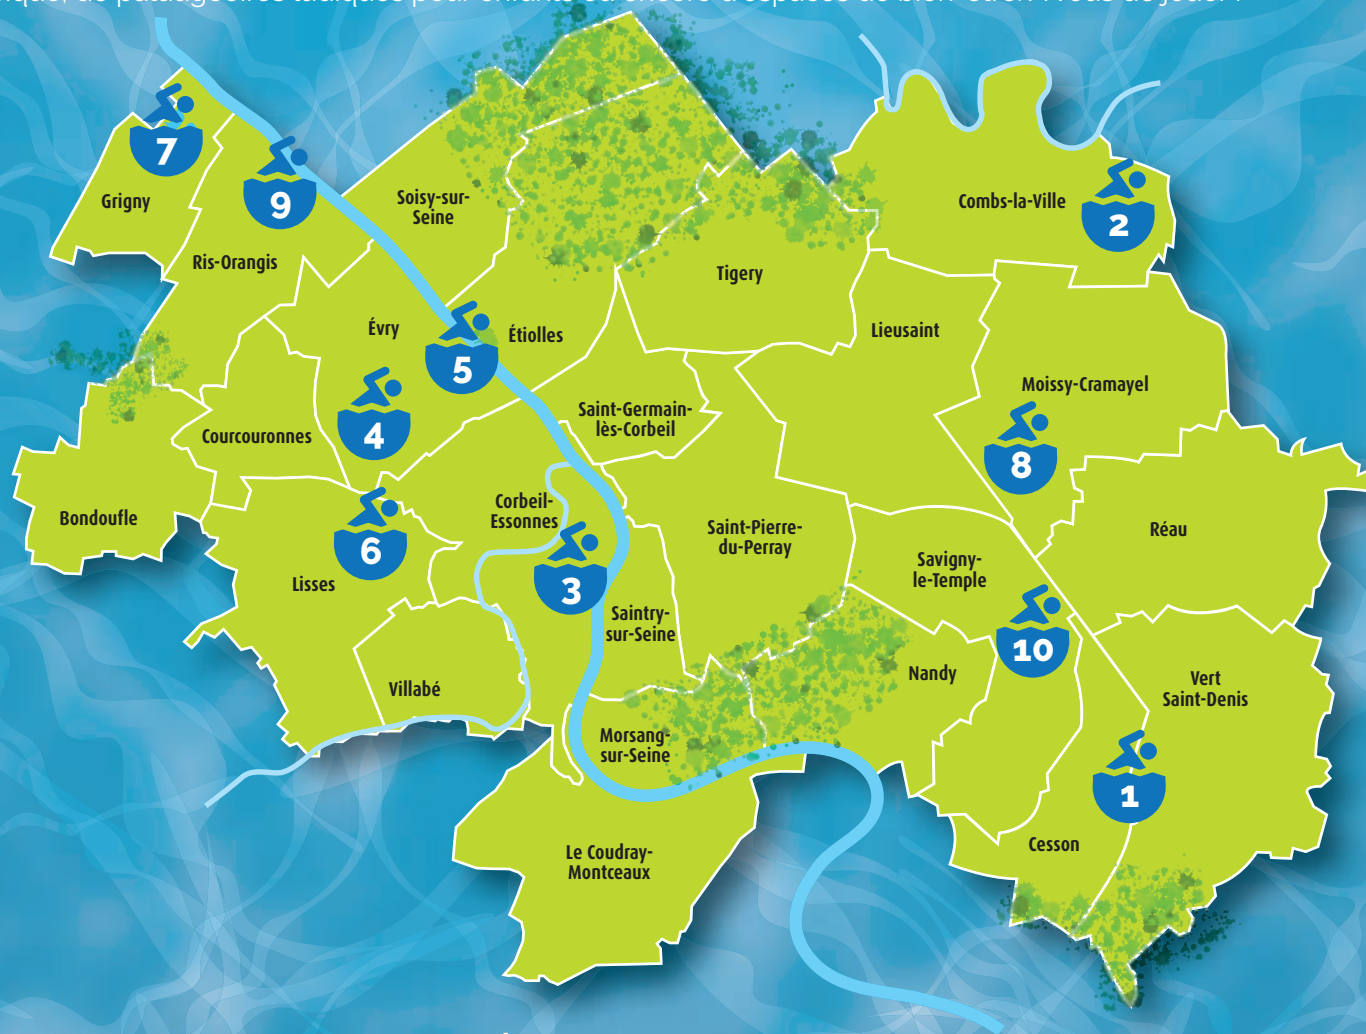 7
Grigny
9
Ris-Orangis
Soisy-sur-
Seine
Combs-la-Ville
2
Tigery
Évry
Étiolles
5
Lieusaint
Moissy-Cramayel
8
Saint-Germain-
lès-Corbeil
Courcouronnes
4
Bondoufle
6
Lisses
Corbeil-
Essonnes
3
Saint-Pierre-
du-Perray
Réau
Savigny-
le-Temple
10
Saintry-
sur-Seine
Villabé
Nandy
Vert
Saint-Denis
Morsang-
sur-Seine
1
Cesson
Le Coudray-
Montceaux